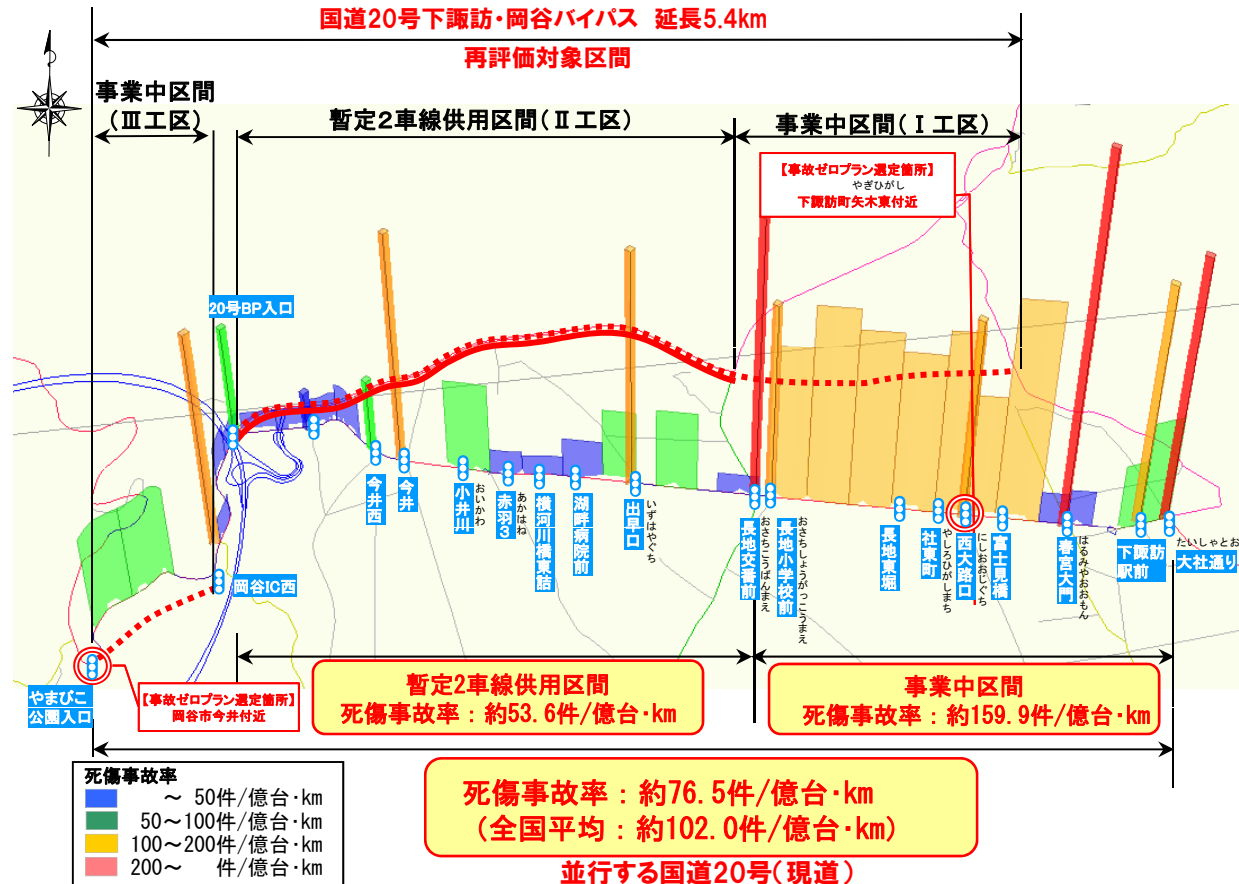 国道20号下諏訪・岡谷バイパス 延長5.4km
再評価対象区間
事業中区間
(Ⅲ工区)
暫定2車線供用区間(Ⅱ工区)
事業中区間(Ⅰ工区)
【事故ゼロプラン選定箇所】
やぎひがし
下諏訪町矢木東付近
20号BP入口
今井西
今井
小井川
おいかわ
赤羽3
あかはね
横河川橋東詰
湖畔病院前
出早口
いずはやぐち
長地交番前
おさちこうばんまえ
長地小学校前
おさちしょうがっこうまえ
長地東堀
社東町
やしろひがしまち
西大路口
にしおおじぐち
富士見橋
春宮大門
はるみやおおもん
下諏訪
駅前
たいしゃとお
大社通り
岡谷IC西
やまびこ
公園入口
【事故ゼロプラン選定箇所】
岡谷市今井付近
暫定2車線供用区間
死傷事故率:約53.6件/億台・km
事業中区間
死傷事故率:約159.9件/億台・km
死傷事故率:約76.5件/億台・km
(全国平均:約102.0件/億台・km)
並行する国道20号(現道)
死傷事故率
~ 50件/億台・km
50~100件/億台・km
100~200件/億台・km
200~ 件/億台・km